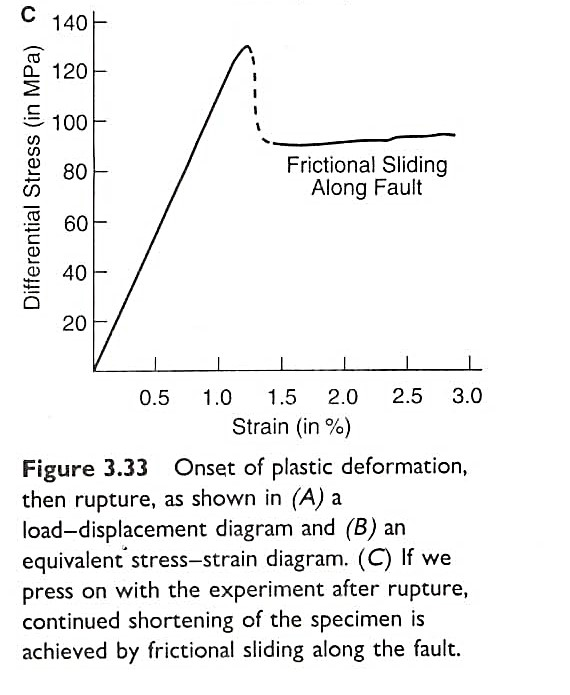 C
140
120
100
80
60
40
20
Differential Stress (in MPa)
Frictional Sliding
Along Fault
0.5 1.0 1.5 2.0 2.5 3.0
Strain (in %)
Figure 3.33 Onset of plastic deformation,
then rupture, as shown in (A) a
load–displacement diagram and (B) an
equivalent stress–strain diagram. (C) If we
press on with the experiment after rupture,
continued shortening of the specimen is
achieved by frictional sliding along the fault.